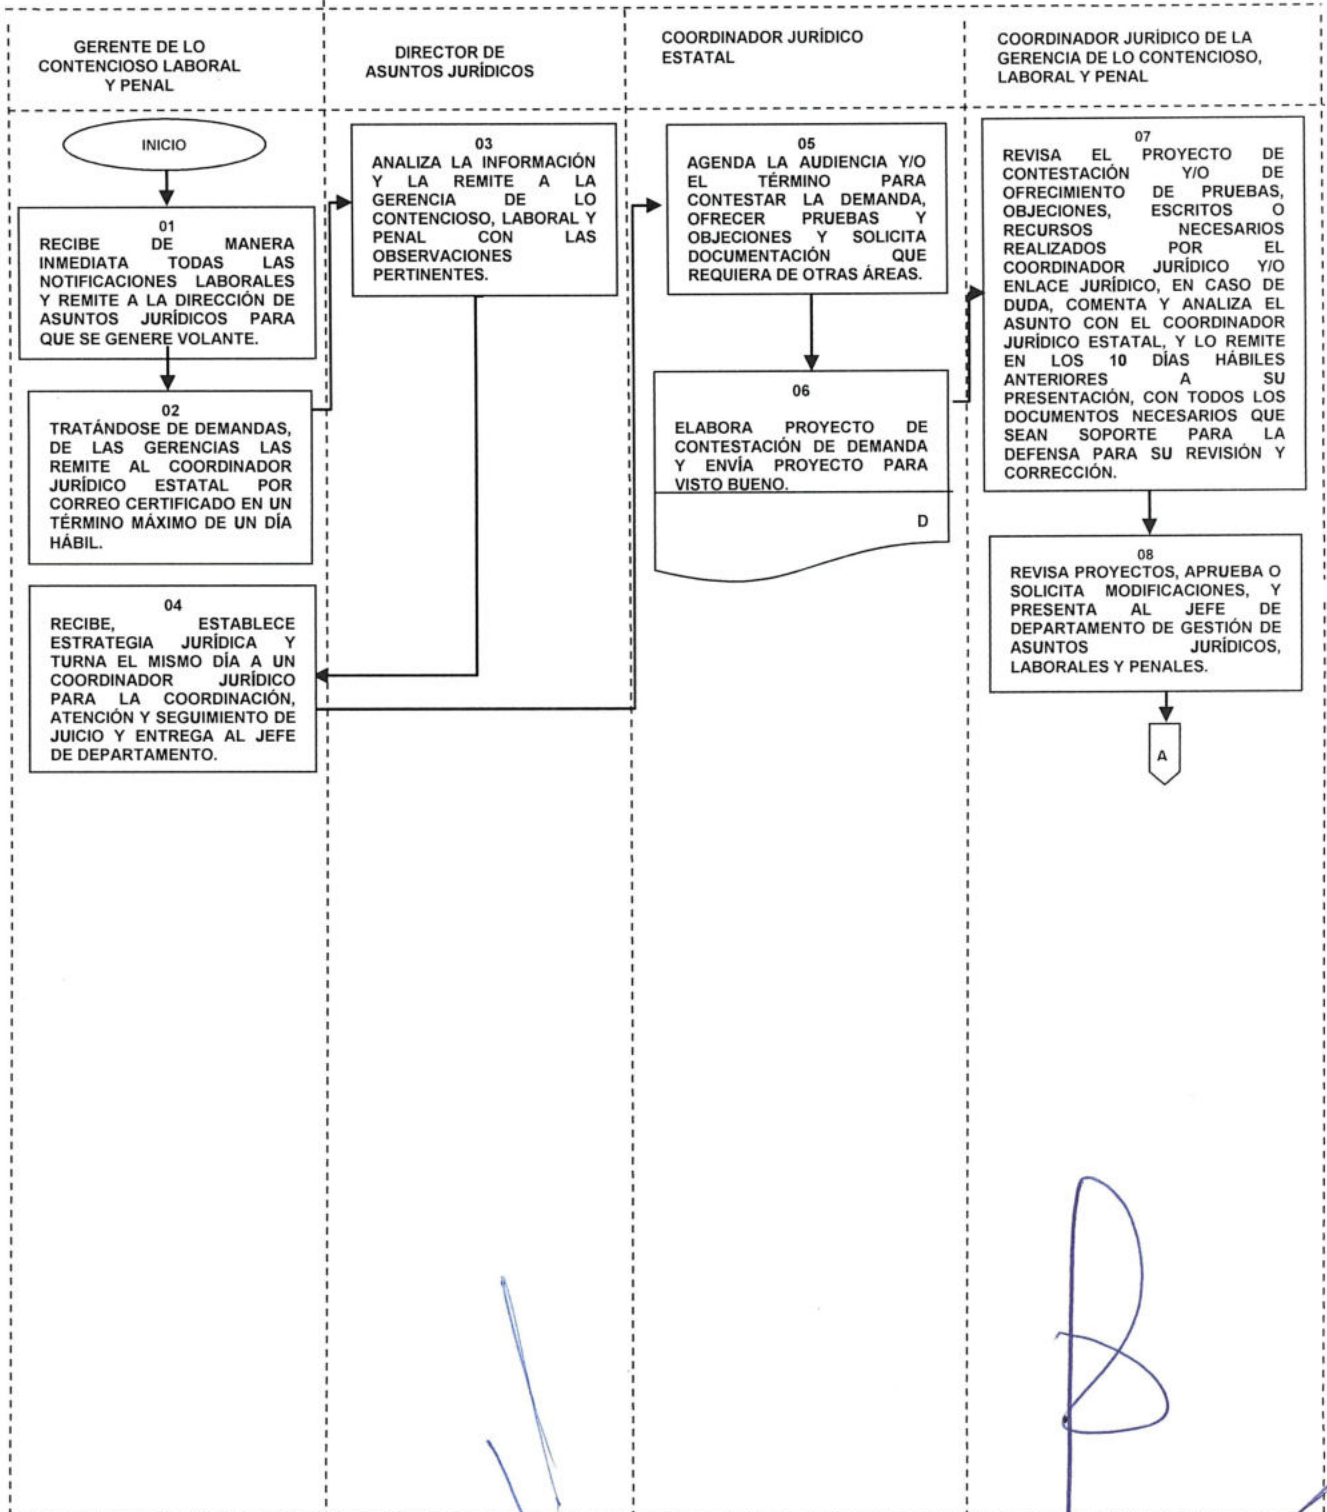 GERENTE DE LO
CONTENCIOSO LABORAL
Y PENAL
DIRECTOR DE
ASUNTOS JURÍDICOS
COORDINADOR JURÍDICO
ESTATAL
COORDINADOR JURÍDICO DE LA
GERENCIA DE LO CONTENCIOSO,
LABORAL Y PENAL
INICIO
01
RECIBE DE MANERA
INMEDIATA TODAS LAS
NOTIFICACIONES LABORALES
Y REMITE A LA DIRECCIÓN DE
ASUNTOS JURÍDICOS PARA
QUE SE GENERE VOLANTE.
02
TRATÁNDOSE DE DEMANDAS,
DE LAS GERENCIAS LAS
REMITE AL COORDINADOR
JURÍDICO ESTATAL POR
CORREO CERTIFICADO EN UN
TÉRMINO MÁXIMO DE UN DÍA
HÁBIL.
03
ANALIZA LA INFORMACIÓN
Y LA REMITE A LA
GERENCIA DE LO
CONTENCIOSO, LABORAL Y
PENAL CON LAS
OBSERVACIONES
PERTINENTES.
04
RECIBE, ESTABLECE
ESTRATEGIA JURÍDICA Y
TURNA EL MISMO DÍA A UN
COORDINADOR JURÍDICO
PARA LA COORDINACIÓN,
ATENCIÓN Y SEGUIMIENTO DE
JUICIO Y ENTREGA AL JEFE
DE DEPARTAMENTO.
05
AGENDA LA AUDIENCIA Y/O
EL TÉRMINO PARA
CONTESTAR LA DEMANDA,
OFRECER PRUEBAS Y
OBJECIONES Y SOLICITA
DOCUMENTACIÓN QUE
REQUIERA DE OTRAS ÁREAS.
06
ELABORA PROYECTO DE
CONTESTACIÓN DE DEMANDA
Y ENVÍA PROYECTO PARA
VISTO BUENO.
D
07
REVISA EL PROYECTO DE
CONTESTACIÓN Y/O DE
OFRECIMIENTO DE PRUEBAS,
OBJECIONES, ESCRITOS O
RECURSOS NECESARIOS
REALIZADOS POR EL
COORDINADOR JURÍDICO Y/O
ENLACE JURÍDICO, EN CASO DE
DUDA, COMENTA Y ANALIZA EL
ASUNTO CON EL COORDINADOR
JURÍDICO ESTATAL, Y LO REMITE
EN LOS 10 DÍAS HÁBILES
ANTERIORES A SU
PRESENTACIÓN, CON TODOS LOS
DOCUMENTOS NECESARIOS QUE
SEAN SOPORTE PARA LA
DEFENSA PARA SU REVISIÓN Y
CORRECCIÓN.
08
REVISA PROYECTOS, APRUEBA O
SOLICITA MODIFICACIONES, Y
PRESENTA AL JEFE DE
DEPARTAMENTO DE GESTIÓN DE
ASUNTOS JURÍDICOS,
LABORALES Y PENALES.
A